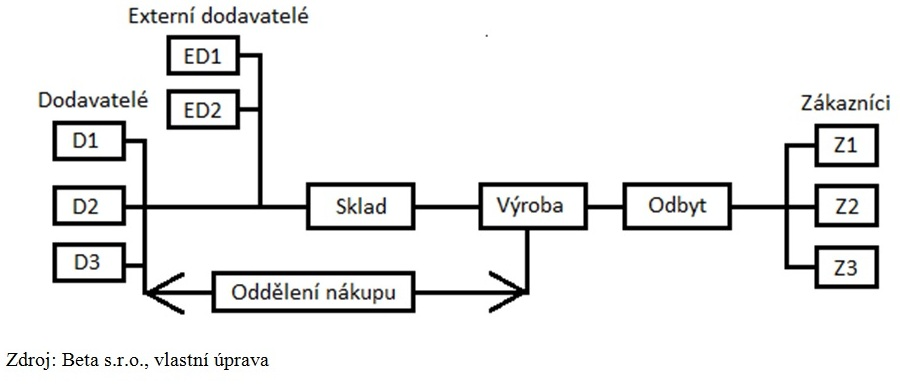 Externí dodavatelé
ED1
ED2
Dodavatelé
D1
D2
D3
Sklad
Výroba
Odbyt
Oddělení nákupu
Zákazníci
Z1
Z2
Z3
Zdroj: Beta s.r.o., vlastní úprava